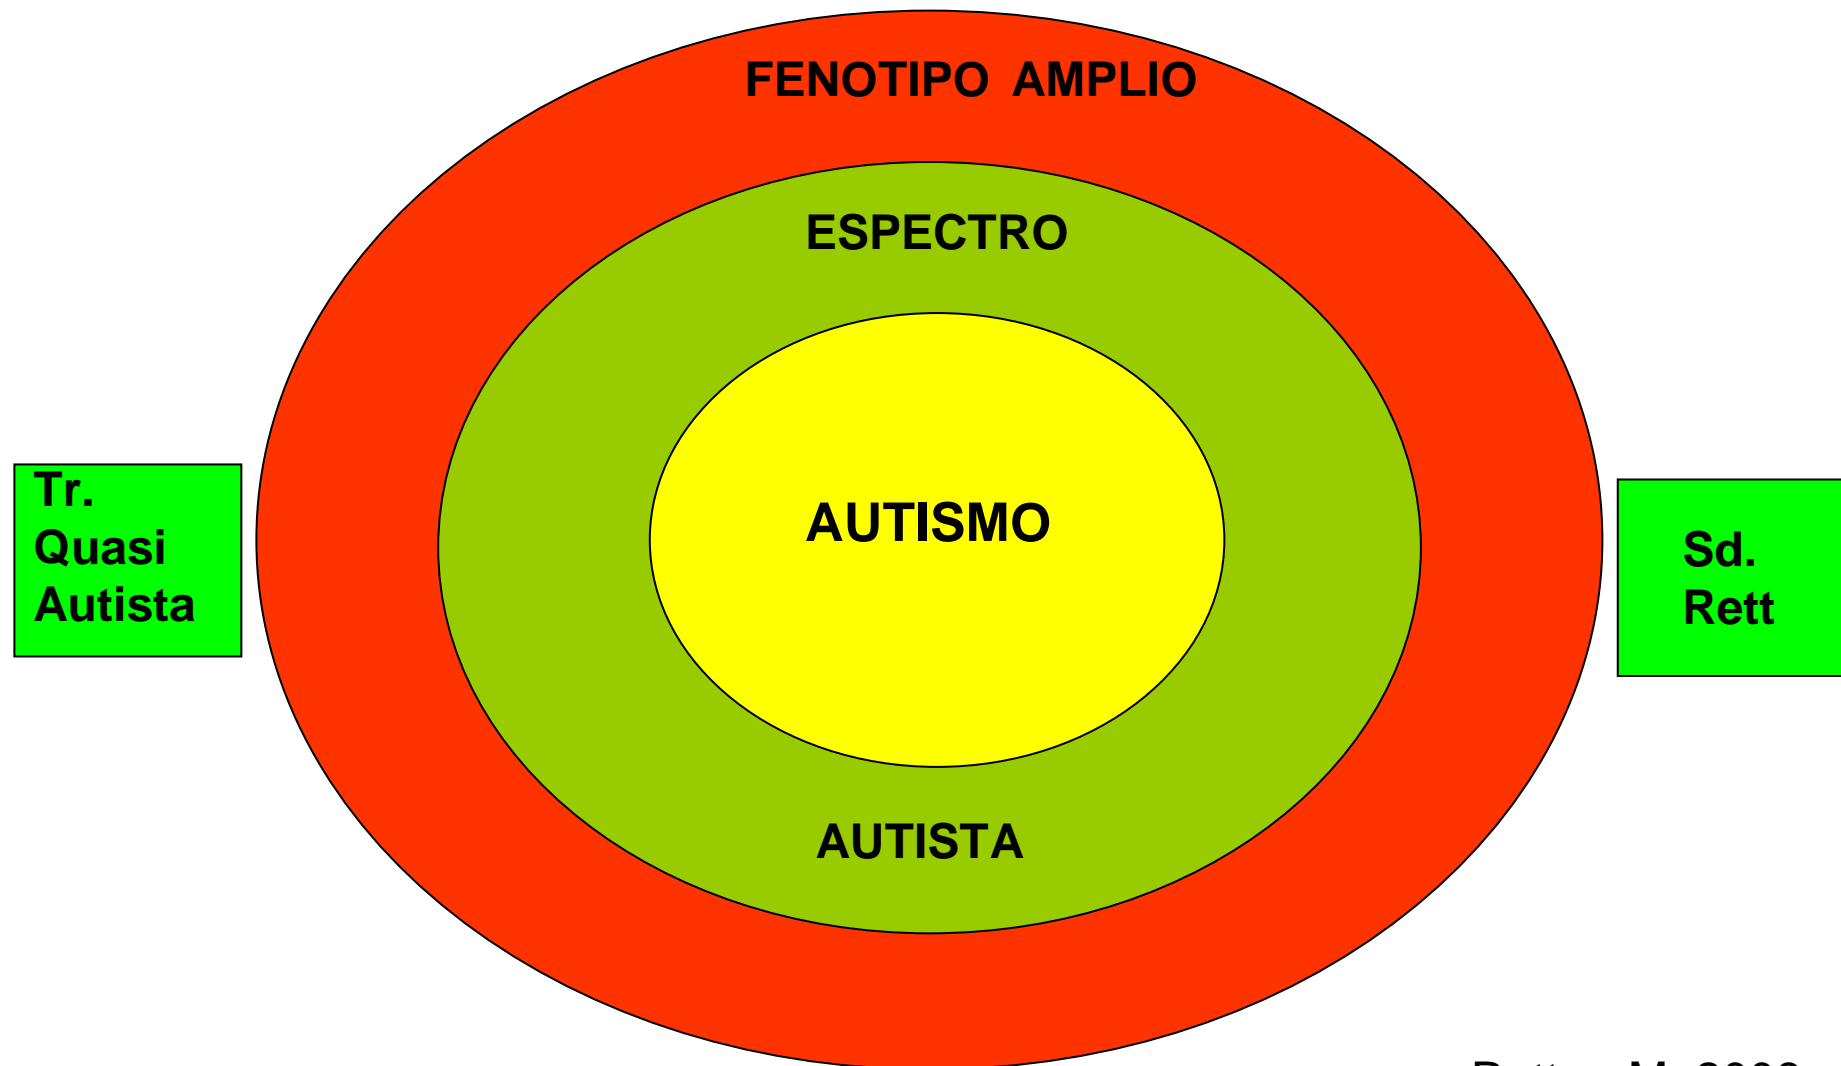 FENOTIPO AMPLIO
ESPECTRO
AUTISMO
Tr.
Quasi
Autista
Sd.
Rett
AUTISTA